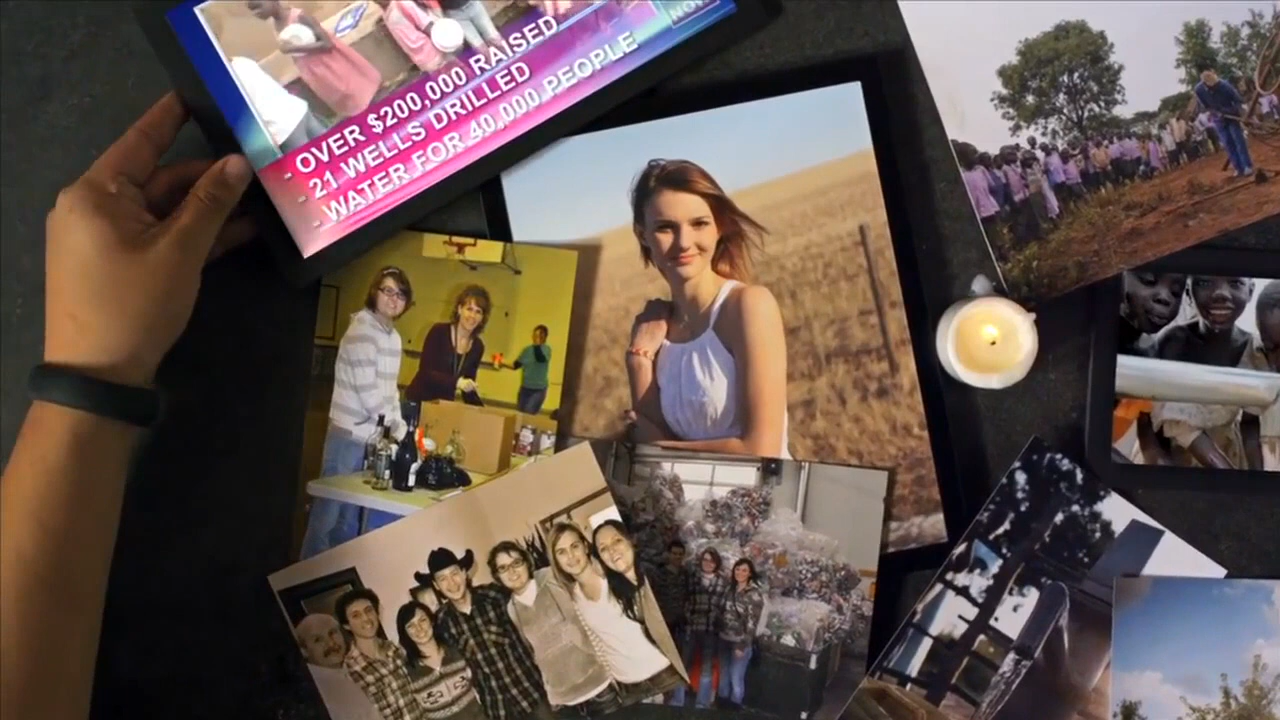 - OVER $200,000 RAISED
- 21 WELLS DRILLED
- WATER FOR 40,000 PEOPLE